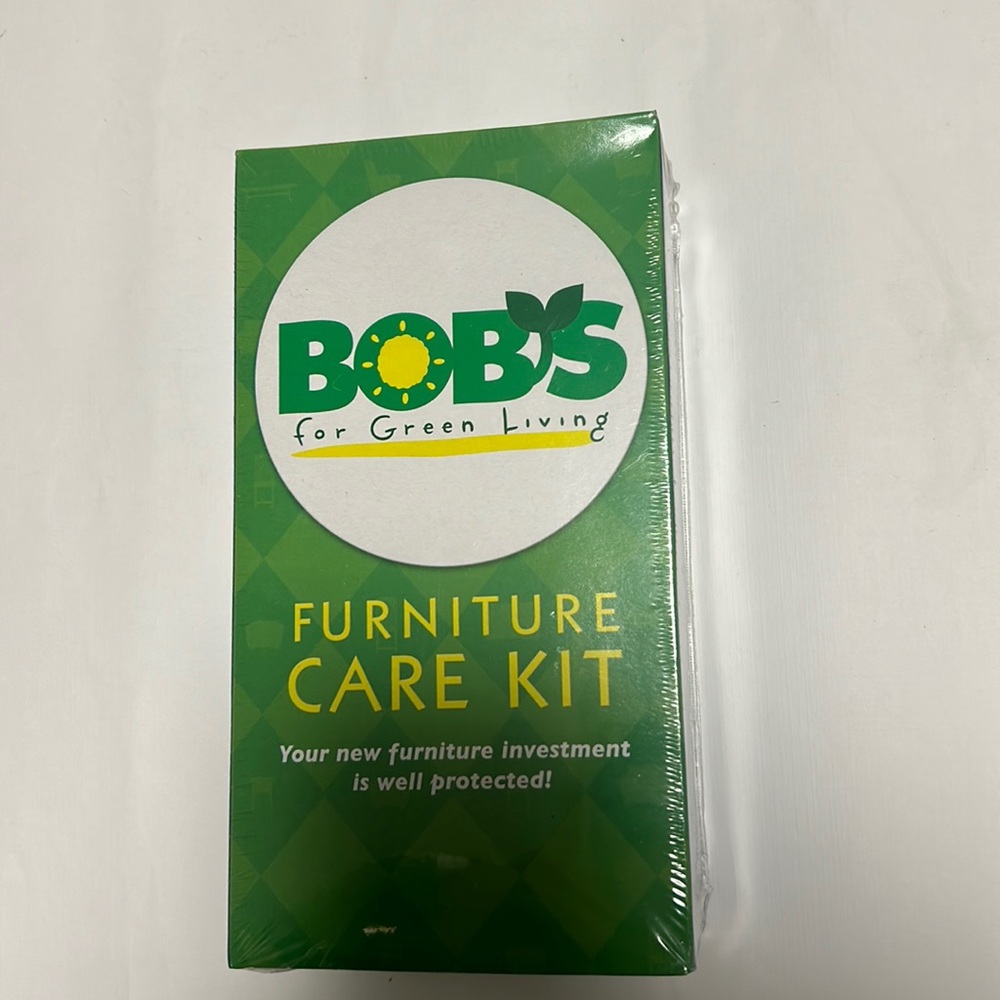 BOB'S
for Green Living
FURNITURE
CARE KIT
Your new furniture investment
is well protected!